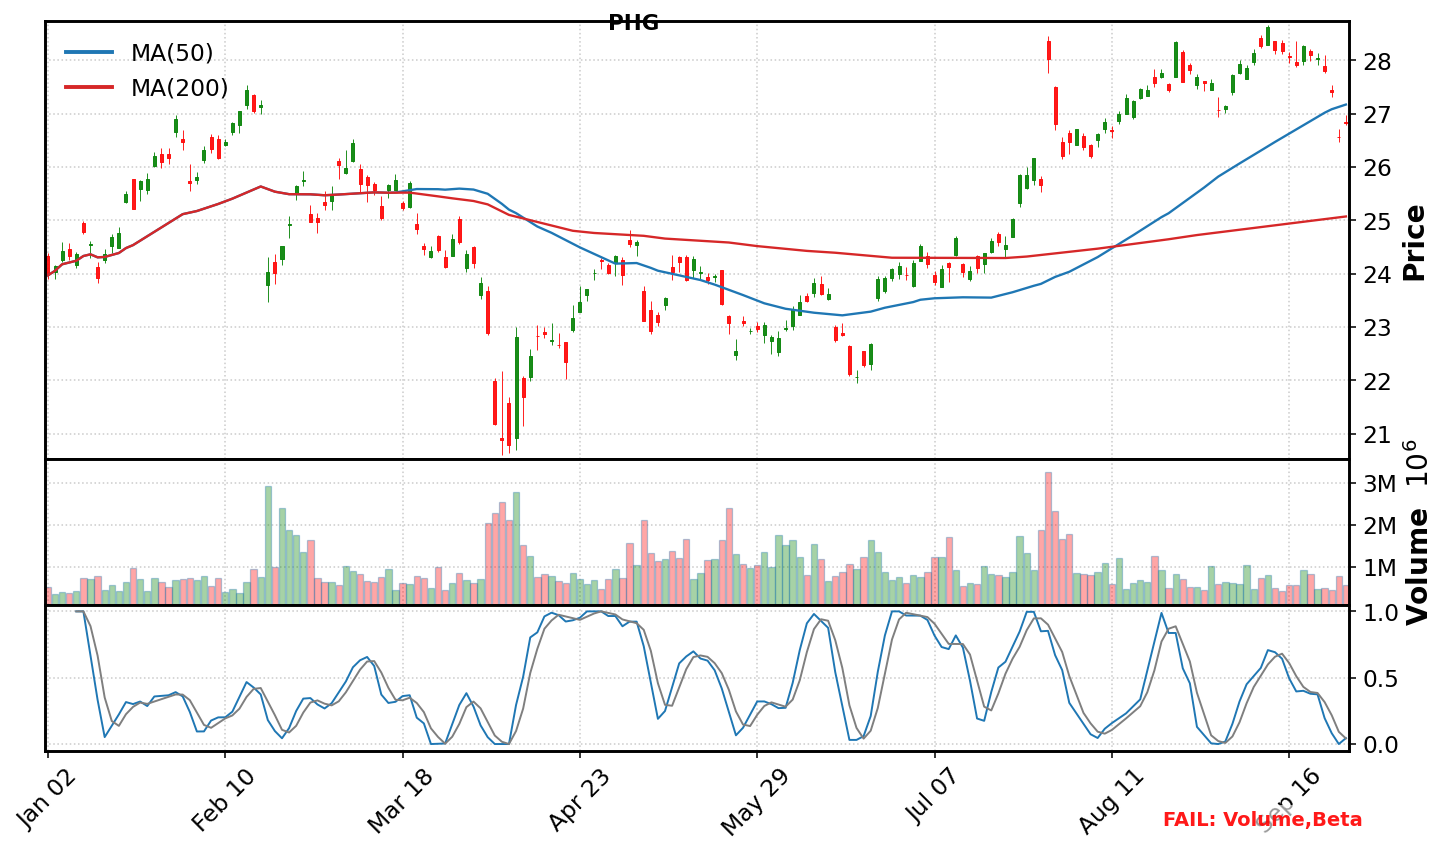 PHG
MA(50)
MA(200)
28
27
26
25
24
23
22
21
Price
3M
2M
1M
Volume 10⁶
1.0
0.5
0.0
Jan 02
Feb 10
Mar 18
Apr 23
May 29
Jul 07
Aug 11
Sep 16
FAIL: Volume,Beta